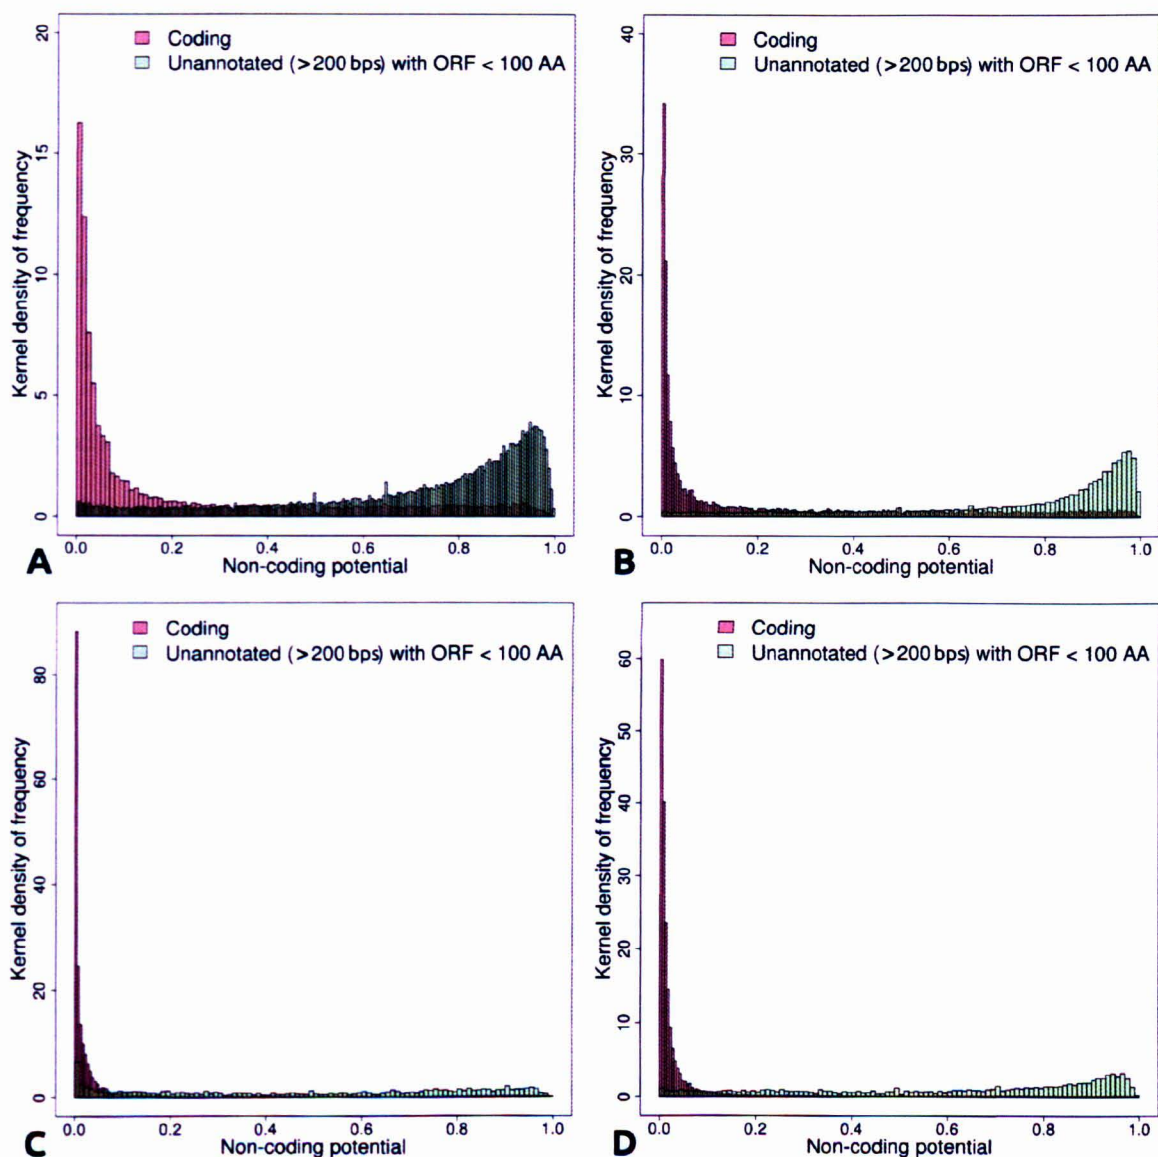 Coding
Unannotated (>200 bps) with ORF < 100 AA
Kernel density of frequency
20
15
10
5
0
0.0 0.2 0.4 0.6 0.8 1.0
Non-coding potential
A
Coding
Unannotated (>200 bps) with ORF < 100 AA
Kernel density of frequency
40
30
20
10
0
0.0 0.2 0.4 0.6 0.8 1.0
Non-coding potential
B
Coding
Unannotated (>200 bps) with ORF < 100 AA
Kernel density of frequency
80
60
40
20
0
0.0 0.2 0.4 0.6 0.8 1.0
Non-coding potential
C
Coding
Unannotated (>200 bps) with ORF < 100 AA
Kernel density of frequency
60
50
40
30
20
10
0
0.0 0.2 0.4 0.6 0.8 1.0
Non-coding potential
D